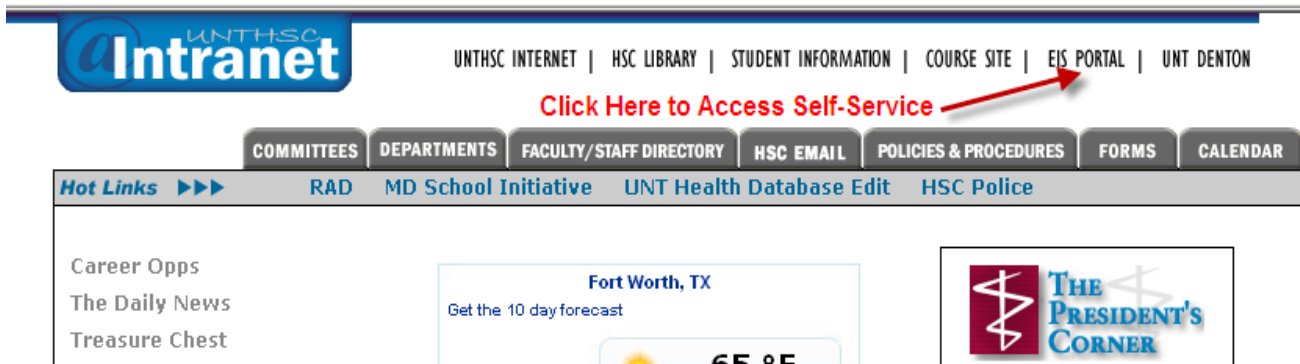 UNTHSC
@Intranet
UNTHSC INTERNET | HSC LIBRARY | STUDENT INFORMATION | COURSE SITE | EIS PORTAL | UNT DENTON
Click Here to Access Self-Service
COMMITTEES DEPARTMENTS FACULTY/STAFF DIRECTORY HSC EMAIL POLICIES & PROCEDURES FORMS CALENDAR
Hot Links ▶▶▶ RAD MD School Initiative UNT Health Database Edit HSC Police
Career Opps
The Daily News
Treasure Chest
Fort Worth, TX
Get the 10 day forecast
65 °F
THE
PRESIDENT'S
CORNER